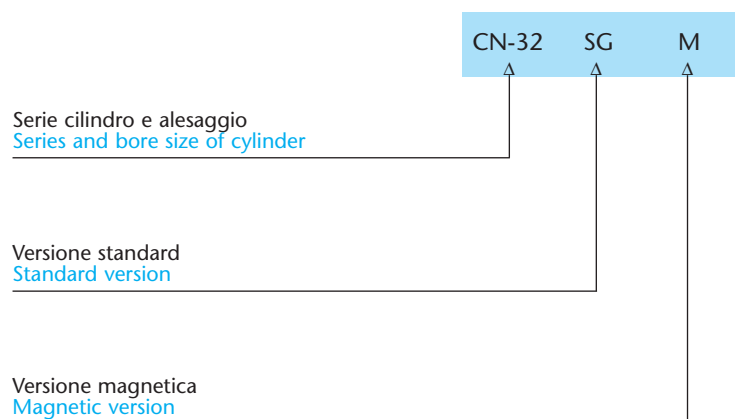 CN-32 SG M
Serie cilindro e alesaggio
Series and bore size of cylinder
Versione standard
Standard version
Versione magnetica
Magnetic version